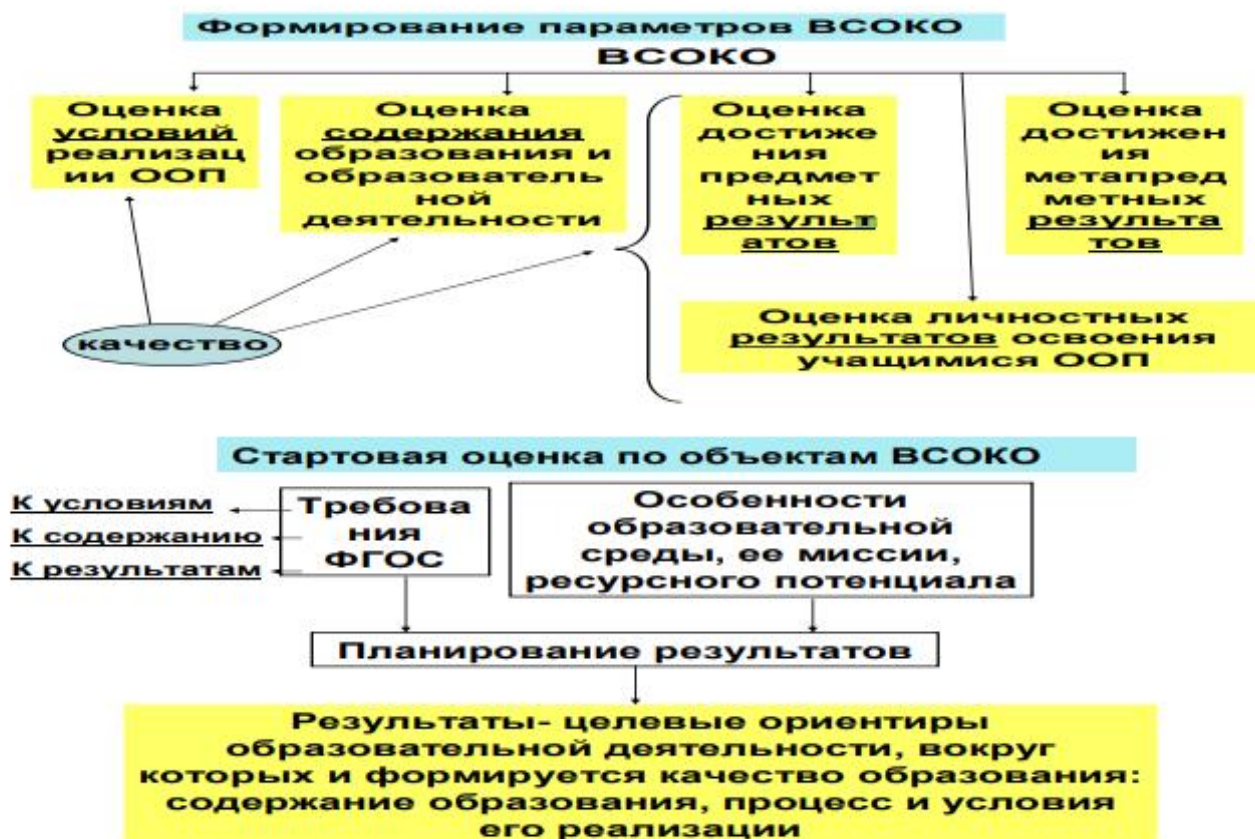 Формирование параметров ВСОКО
ВСОКО
Оценка
условий
реализац
ии ООП
Оценка
содержания
образования и
образователь
ной
деятельности
Оценка
достиже
ния
предмет
ных
результ
атов
Оценка
достижен
ия
метапред
метных
результа
тов
Оценка личностных
результатов освоения
учащимися ООП
качество
Стартовая оценка по объектам ВСОКО
К условиям
К содержанию
К результатам
Требова
ния
ФГОС
Особенности
образовательной
среды, ее миссии,
ресурсного потенциала
Планирование результатов
Результаты- целевые ориентиры
образовательной деятельности, вокруг
которых и формируется качество образования:
содержание образования, процесс и условия
его реализации